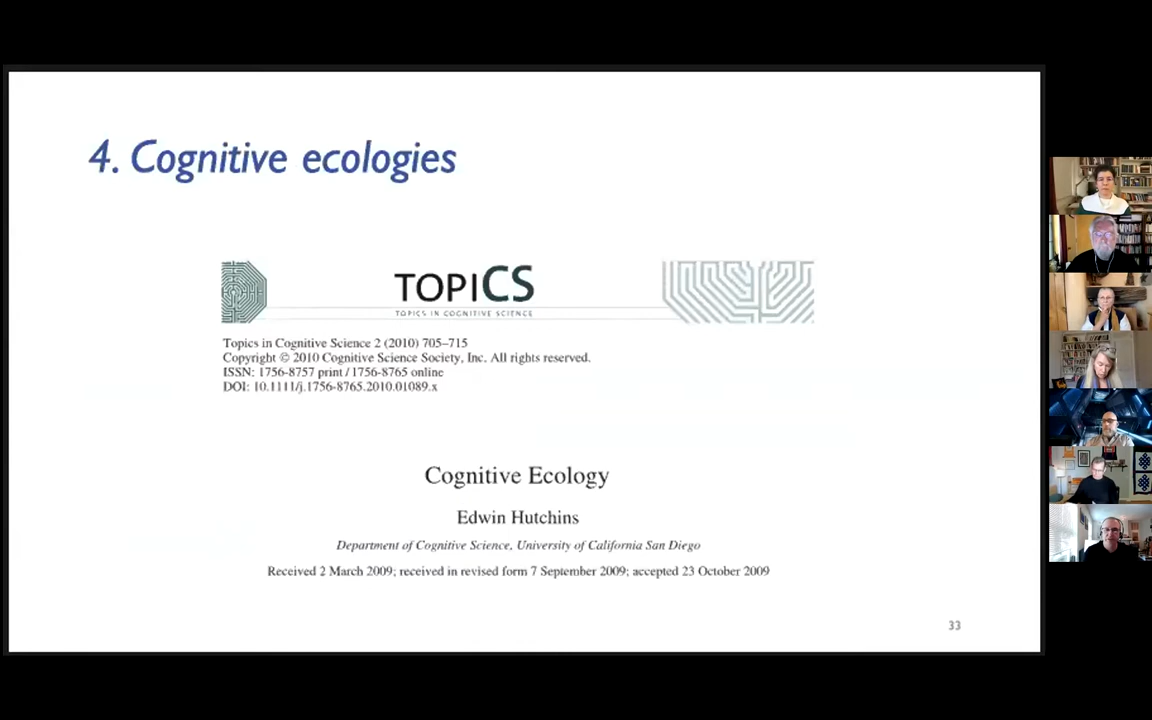 4. Cognitive ecologies
TOPiCS
TOPICS IN COGNITIVE SCIENCE
Topics in Cognitive Science 2 (2010) 705–715
Copyright © 2010 Cognitive Science Society, Inc. All rights reserved.
ISSN: 1756-8757 print / 1756-8765 online
DOI: 10.1111/j.1756-8765.2010.01089.x
Cognitive Ecology
Edwin Hutchins
Department of Cognitive Science, University of California San Diego
Received 2 March 2009; received in revised form 7 September 2009; accepted 23 October 2009
33